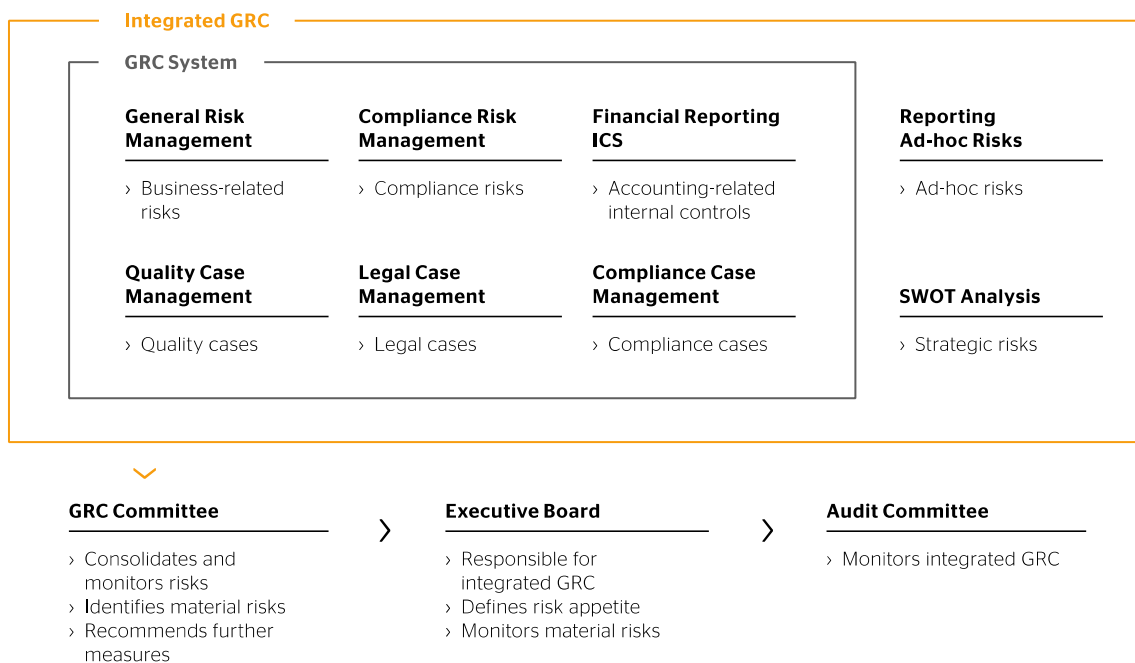 Integrated GRC
GRC System
General Risk
Management
› Business-related
risks
Compliance Risk
Management
› Compliance risks
Financial Reporting
ICS
› Accounting-related
internal controls
Reporting
Ad-hoc Risks
› Ad-hoc risks
Quality Case
Management
› Quality cases
Legal Case
Management
› Legal cases
Compliance Case
Management
› Compliance cases
SWOT Analysis
› Strategic risks
GRC Committee
› Consolidates and
monitors risks
› Identifies material risks
› Recommends further
measures
Executive Board
› Responsible for
integrated GRC
› Defines risk appetite
› Monitors material risks
Audit Committee
› Monitors integrated GRC